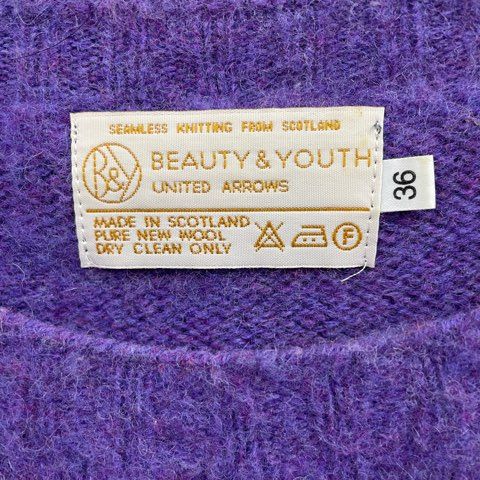 SEAMLESS KNITTING FROM SCOTLAND
B&Y
BEAUTY & YOUTH
UNITED ARROWS
36
MADE IN SCOTLAND
PURE NEW WOOL
DRY CLEAN ONLY
F